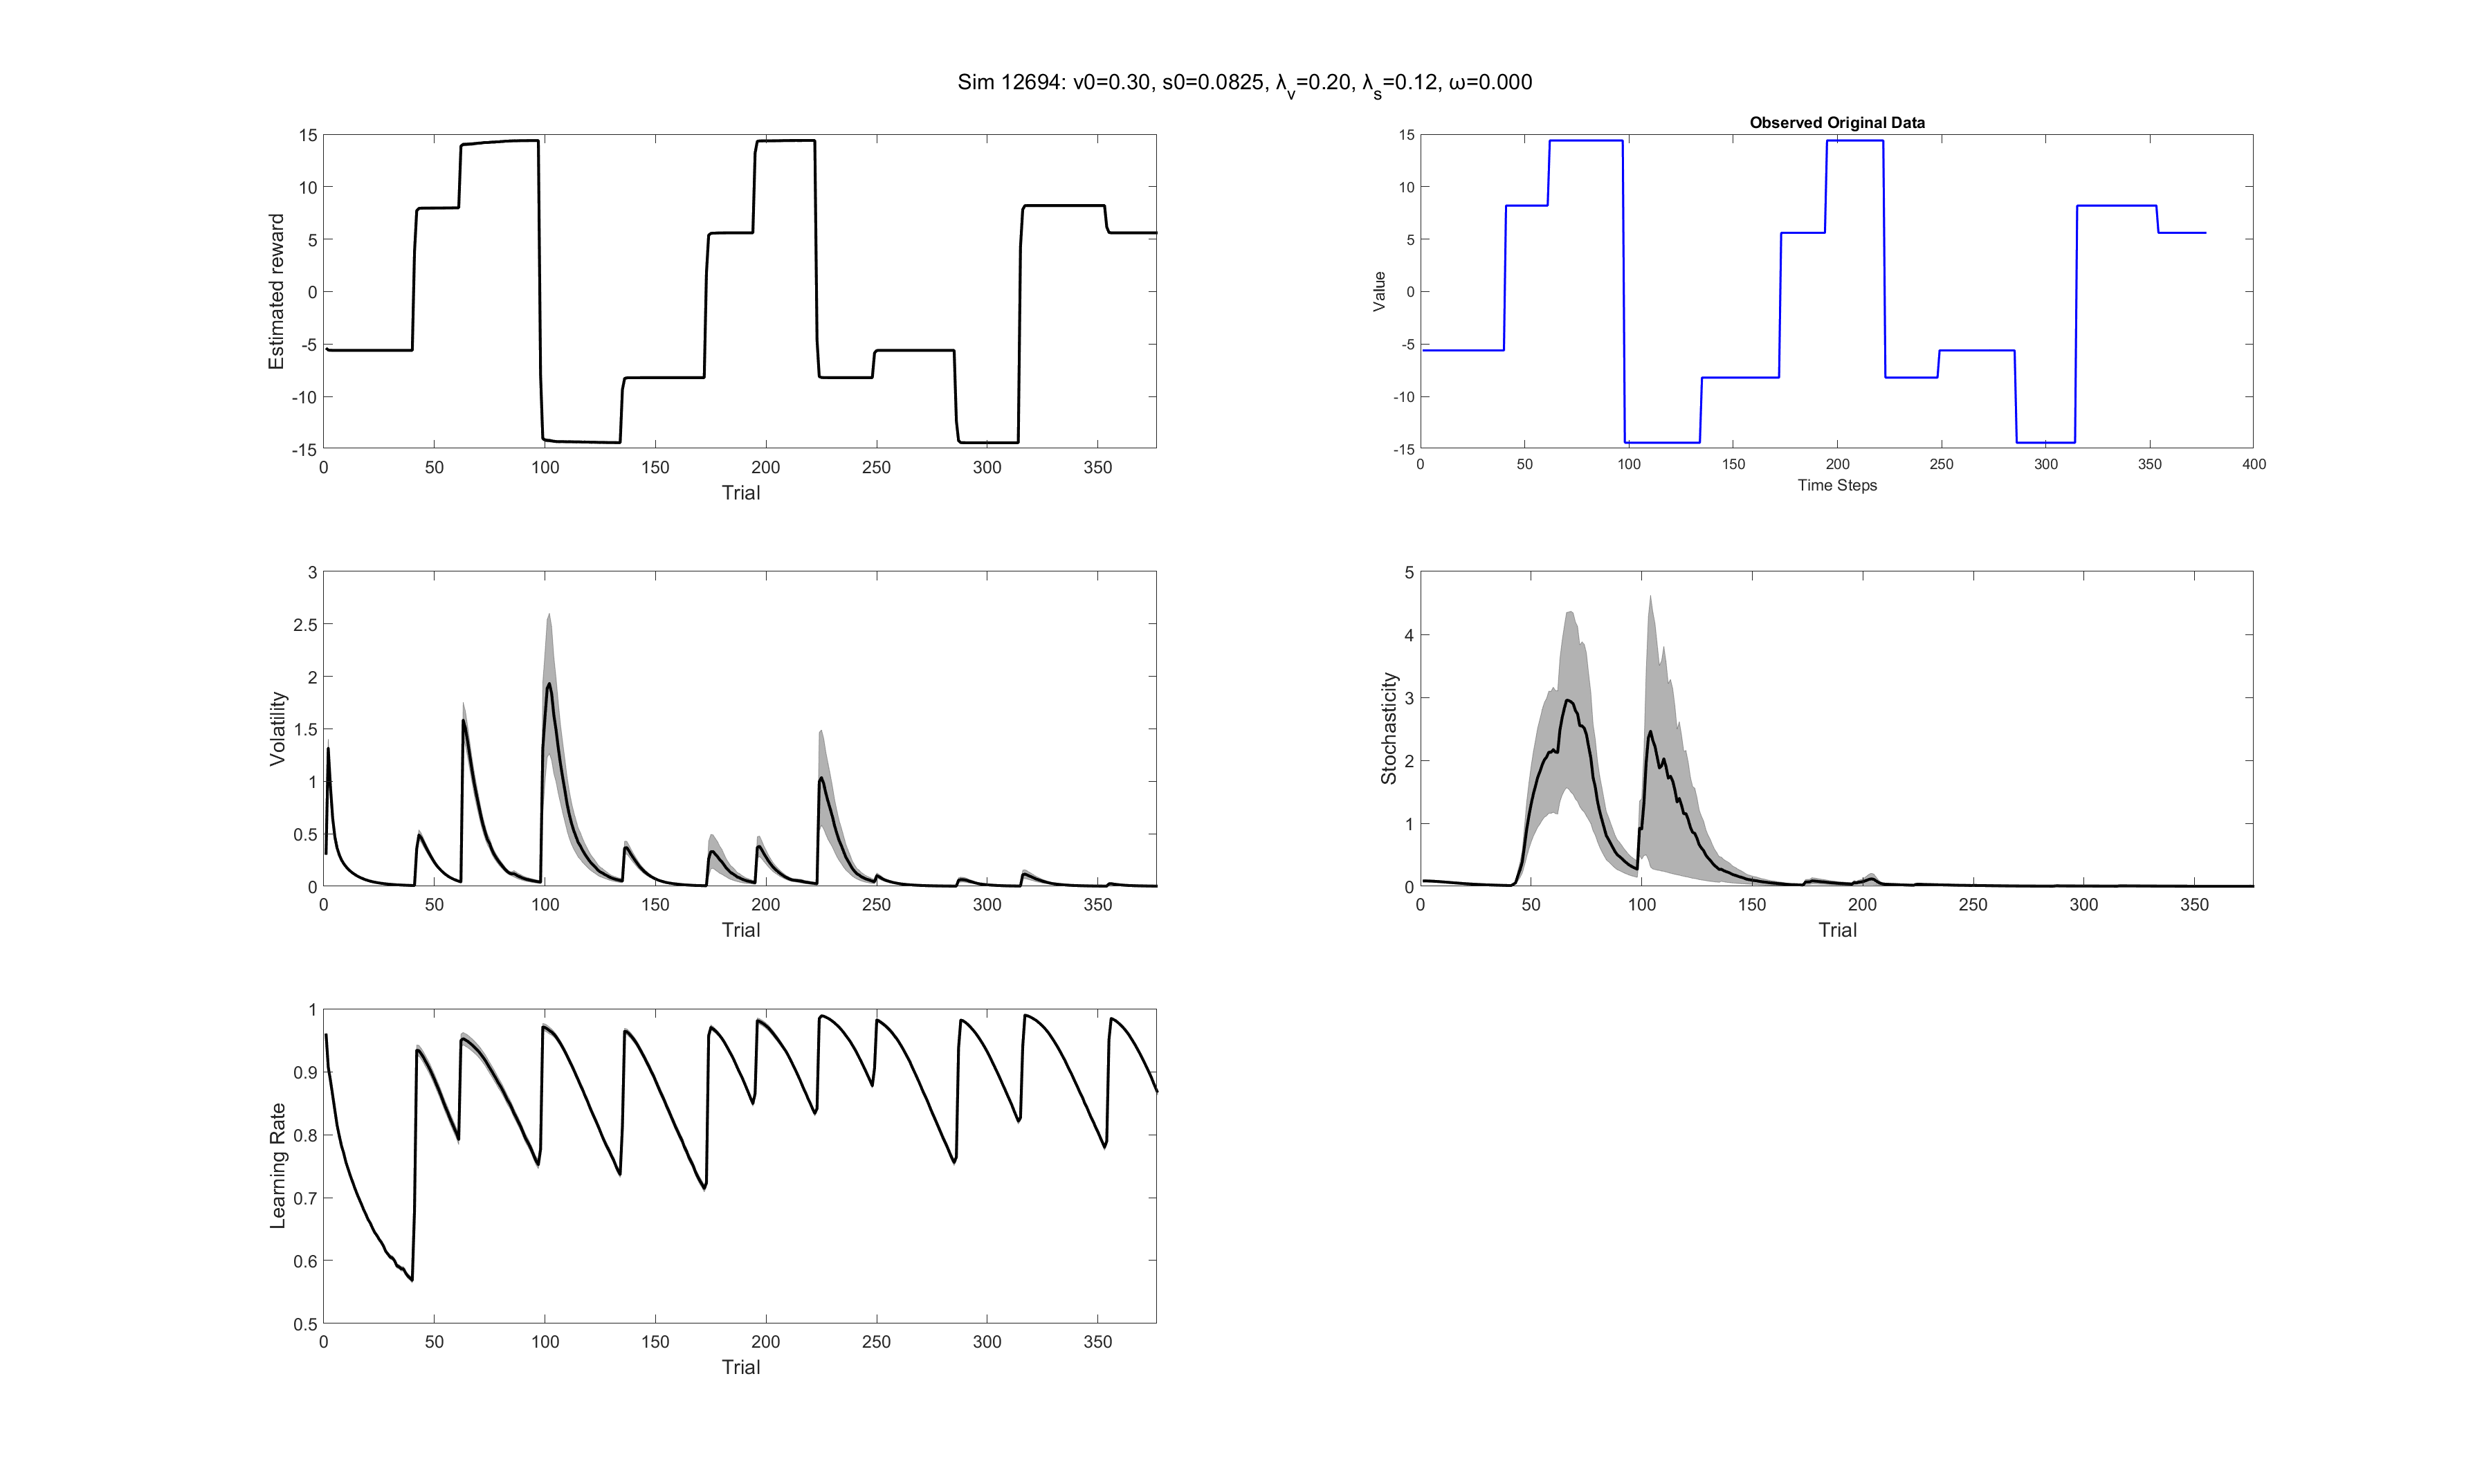 Sim 12694: v0=0.30, s0=0.0825, λv=0.20, λs=0.12, ω=0.000
Estimated reward
15
10
5
0
-5
-10
-15
0 50 100 150 200 250 300 350
Trial
Observed Original Data
Value
15
10
5
0
-5
-10
-15
0 50 100 150 200 250 300 350 400
Time Steps
Volatility
3
2.5
2
1.5
1
0.5
0
0 50 100 150 200 250 300 350
Trial
Stochasticity
5
4
3
2
1
0
0 50 100 150 200 250 300 350
Trial
Learning Rate
1
0.9
0.8
0.7
0.6
0.5
0 50 100 150 200 250 300 350
Trial